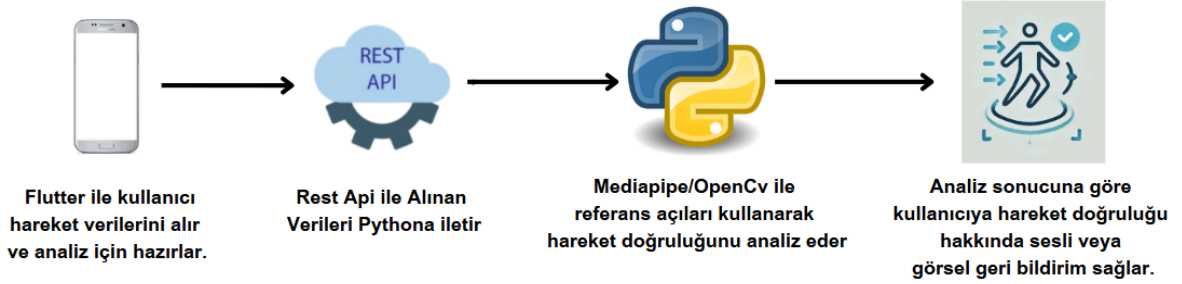 REST
API
Flutter ile kullanıcı
hareket verilerini alır
ve analiz için hazırlar.
Rest Api ile Alınan
Verileri Pythona iletir
Mediapipe/OpenCv ile
referans açıları kullanarak
hareket doğruluğunu analiz eder
Analiz sonucuna göre
kullanıcıya hareket doğruluğu
hakkında sesli veya
görsel geri bildirim sağlar.